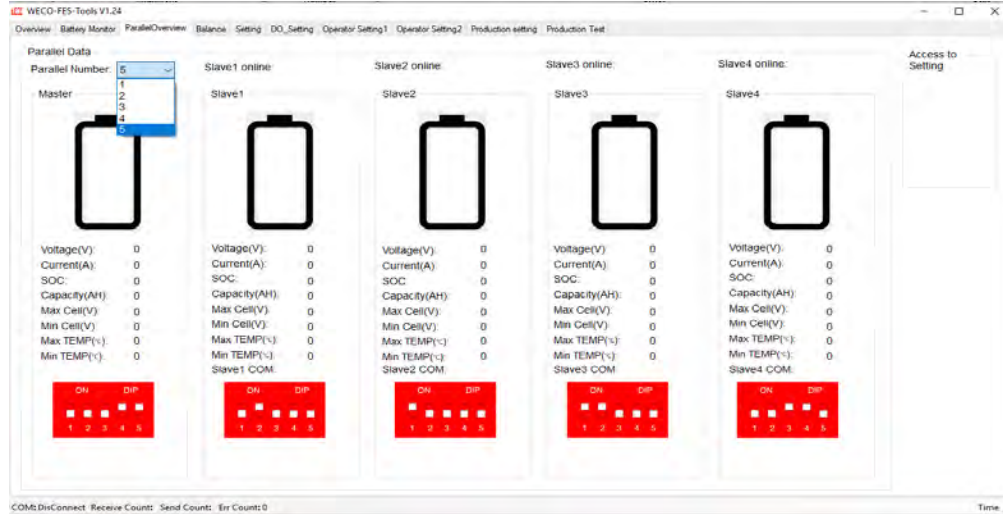 WECO-FES-Tools V1.24
Overview Battery Monitor ParallelOverview Balance Setting DO_Setting Operator Setting1 Operator Setting2 Production setting Production Test
Parallel Data
Parallel Number: 5
1
2
3
4
5
Slave1 online:
Slave2 online:
Slave3 online:
Slave4 online:
Access to
Setting
Master
Slave1
Slave2
Slave3
Slave4
Voltage(V): 0
Current(A): 0
SOC: 0
Capacity(AH): 0
Max Cell(V): 0
Min Cell(V): 0
Max TEMP(℃): 0
Min TEMP(℃): 0
ON DIP
1 2 3 4 5
Voltage(V): 0
Current(A): 0
SOC: 0
Capacity(AH): 0
Max Cell(V): 0
Min Cell(V): 0
Max TEMP(℃): 0
Min TEMP(℃): 0
Slave1 COM:
ON DIP
1 2 3 4 5
Voltage(V): 0
Current(A): 0
SOC: 0
Capacity(AH): 0
Max Cell(V): 0
Min Cell(V): 0
Max TEMP(℃): 0
Min TEMP(℃): 0
Slave2 COM:
ON DIP
1 2 3 4 5
Voltage(V): 0
Current(A): 0
SOC: 0
Capacity(AH): 0
Max Cell(V): 0
Min Cell(V): 0
Max TEMP(℃): 0
Min TEMP(℃): 0
Slave3 COM:
ON DIP
1 2 3 4 5
Voltage(V): 0
Current(A): 0
SOC: 0
Capacity(AH): 0
Max Cell(V): 0
Min Cell(V): 0
Max TEMP(℃): 0
Min TEMP(℃): 0
Slave4 COM:
ON DIP
1 2 3 4 5
COM: DisConnect Receive Count: Send Count: Err Count: 0
Time